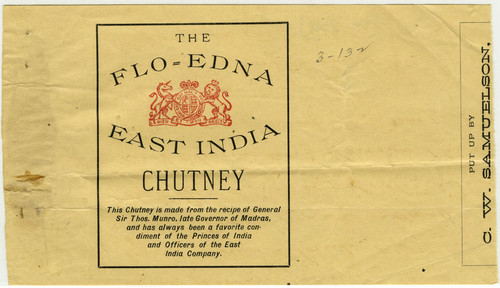 THE
FLO=EDNA
EAST INDIA
CHUTNEY
This Chutney is made from the recipe of General
Sir Thos. Munro, late Governor of Madras,
and has always been a favorite con-
diment of the Princes of India
and Officers of the East
India Company.
3-132
PUT UP BY
C. W. SAMUELSON.